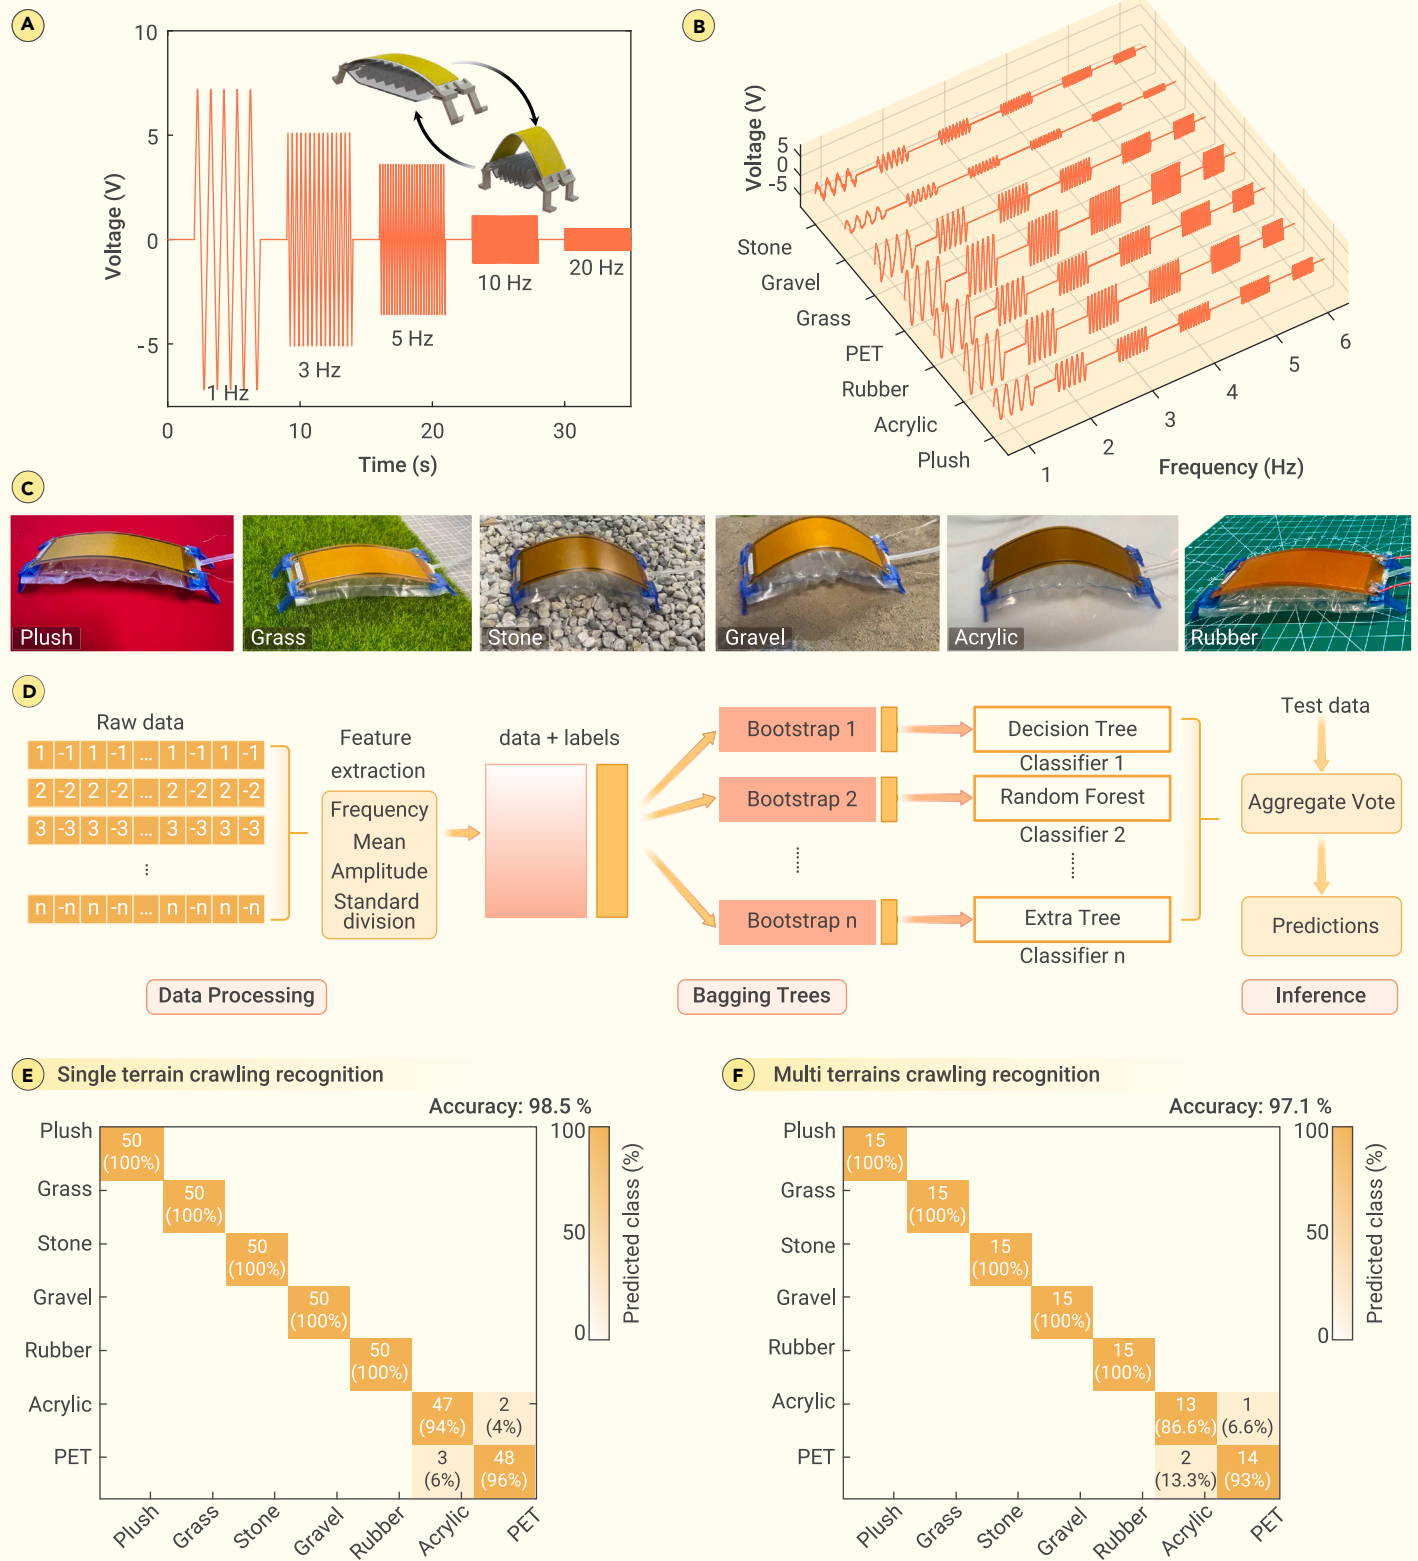 A
10
5
0
-5
Voltage (V)
1 Hz
3 Hz
5 Hz
10 Hz
20 Hz
0
10
20
30
Time (s)
B
Voltage (V)
5
0
-5
Stone
Gravel
Grass
PET
Rubber
Acrylic
Plush
1
2
3
4
5
6
Frequency (Hz)
C
Plush
Grass
Stone
Gravel
Acrylic
Rubber
D
Raw data
1 -1 1 -1 ... 1 -1 1 -1
2 -2 2 -2 ... 2 -2 2 -2
3 -3 3 -3 ... 3 -3 3 -3
n -n n -n ... n -n n -n
Feature
extraction
Frequency
Mean
Amplitude
Standard
division
data + labels
Bootstrap 1
Bootstrap 2
Bootstrap n
Decision Tree
Classifier 1
Random Forest
Classifier 2
Extra Tree
Classifier n
Test data
Aggregate Vote
Predictions
Data Processing
Bagging Trees
Inference
E Single terrain crawling recognition
Accuracy: 98.5 %
Plush
Grass
Stone
Gravel
Rubber
Acrylic
PET
50
(100%)
50
(100%)
50
(100%)
50
(100%)
50
(100%)
47
(94%)
2
(4%)
3
(6%)
48
(96%)
Plush
Grass
Stone
Gravel
Rubber
Acrylic
PET
100
50
0
Predicted class (%)
F Multi terrains crawling recognition
Accuracy: 97.1 %
Plush
Grass
Stone
Gravel
Rubber
Acrylic
PET
15
(100%)
15
(100%)
15
(100%)
15
(100%)
15
(100%)
13
(86.6%)
1
(6.6%)
2
(13.3%)
14
(93%)
Plush
Grass
Stone
Gravel
Rubber
Acrylic
PET
100
50
0
Predicted class (%)